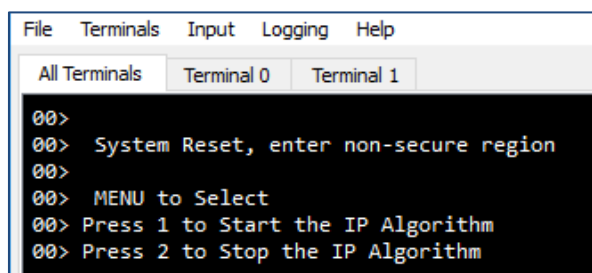 File Terminals Input Logging Help
All Terminals Terminal 0 Terminal 1
00>
00>  System Reset, enter non-secure region
00>
00>  MENU to Select
00> Press 1 to Start the IP Algorithm
00> Press 2 to Stop the IP Algorithm